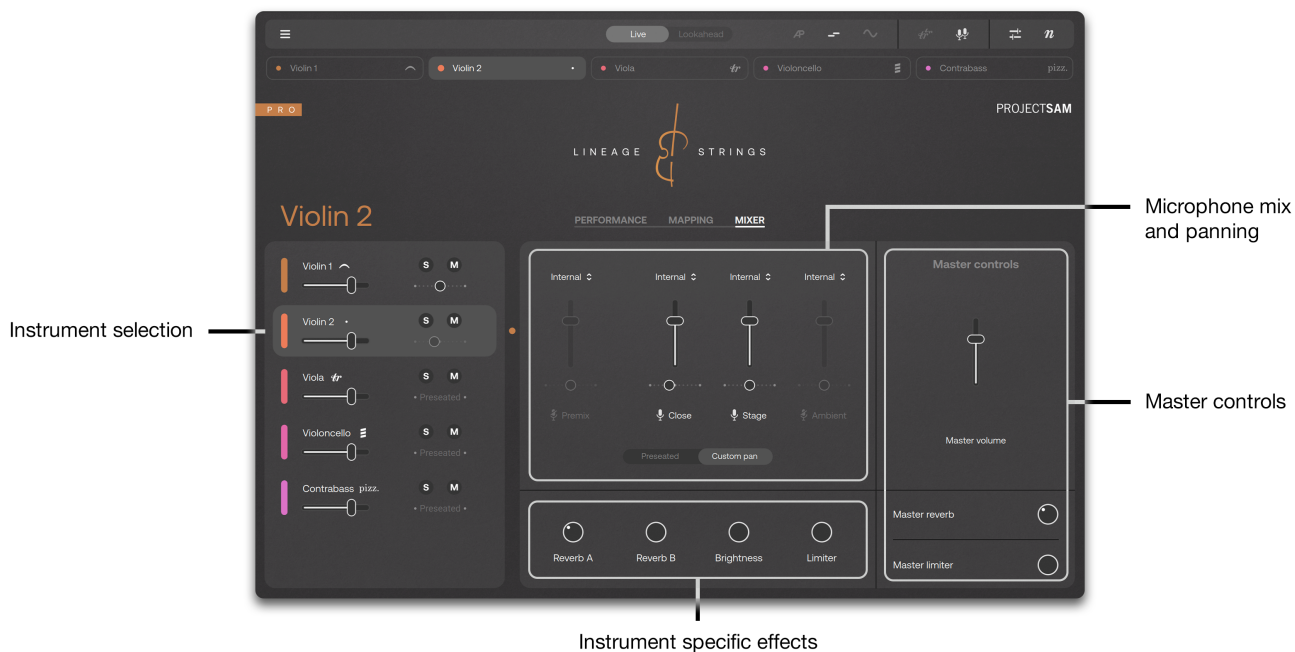 Live
Lookahead
Violin 1
Violin 2
Viola
tr
Violoncello
Contrabass
pizz.
PRO
PROJECTSAM
LINEAGE STRINGS
Violin 2
PERFORMANCE MAPPING MIXER
Microphone mix
and panning
Instrument selection
Master controls
Violin 1
S M
Violin 2
S M
Viola tr
S M
• Preseated •
Violoncello
S M
• Preseated •
Contrabass pizz.
S M
• Preseated •
Internal Internal Internal Internal
Premix Close Stage Ambient
Preseated Custom pan
Reverb A Reverb B Brightness Limiter
Instrument specific effects
Master controls
Master volume
Master reverb
Master limiter